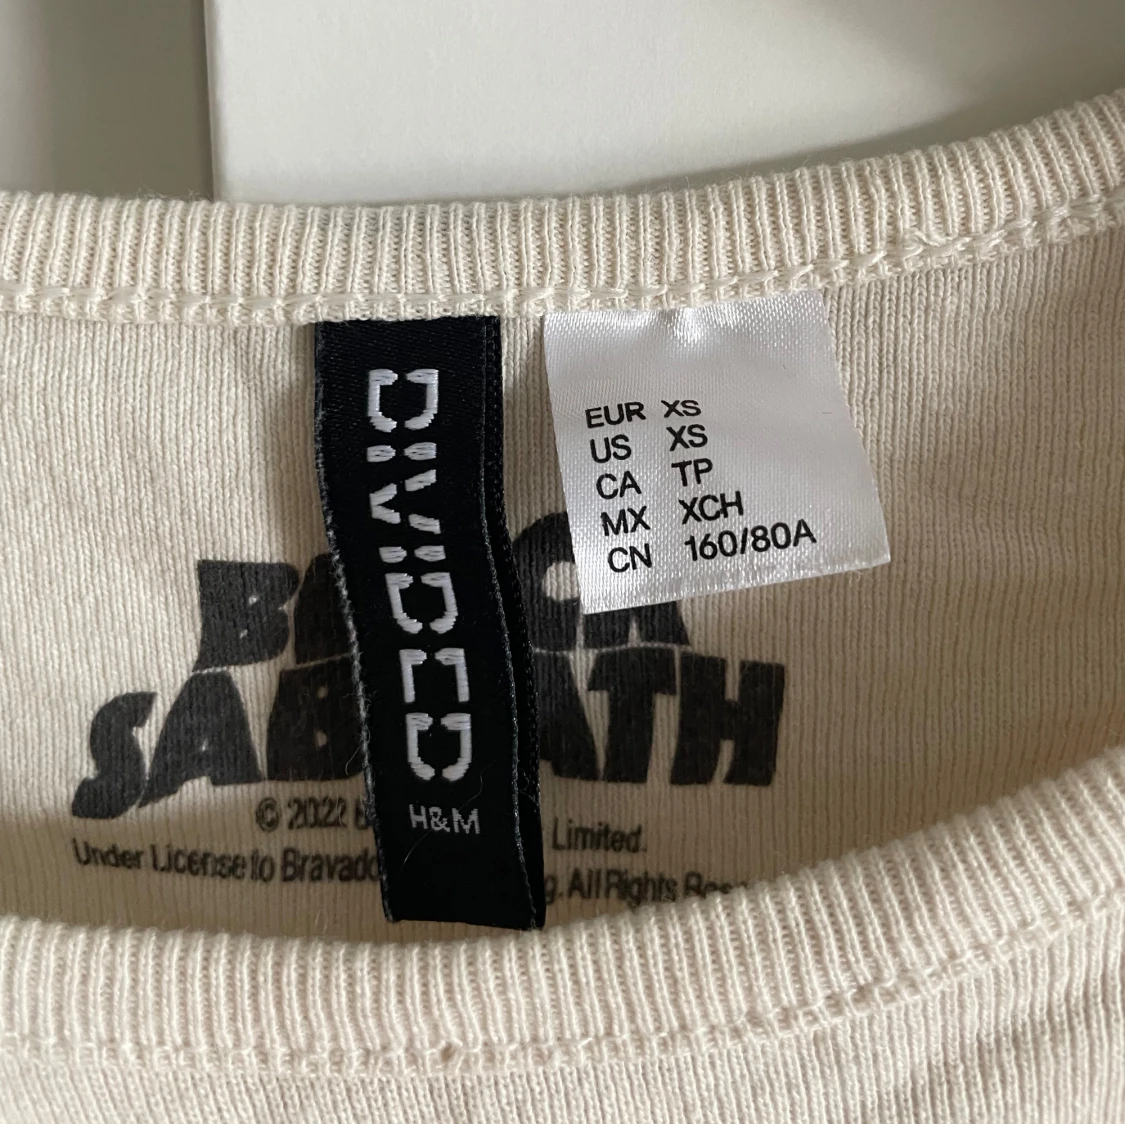 DIVIDED
H&M
EUR XS
US XS
CA TP
MX XCH
CN 160/80A
SABBATH
© 2022 Limited.
Under License to Bravado g. All Rights